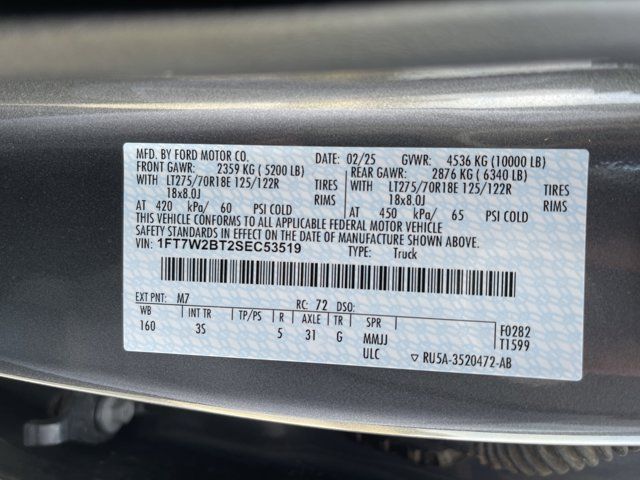 MFD. BY FORD MOTOR CO.
DATE: 02/25 GVWR: 4536 KG (10000 LB)
FRONT GAWR: 2359 KG ( 5200 LB)
REAR GAWR: 2876 KG ( 6340 LB)
WITH LT275/70R18E 125/122R TIRES
WITH LT275/70R18E 125/122R TIRES
18x8.0J RIMS
18x8.0J RIMS
AT 420 kPa/ 60 PSI COLD
AT 450 kPa/ 65 PSI COLD
THIS VEHICLE CONFORMS TO ALL APPLICABLE FEDERAL MOTOR VEHICLE
SAFETY STANDARDS IN EFFECT ON THE DATE OF MANUFACTURE SHOWN ABOVE.
VIN: 1FT7W2BT2SEC53519
TYPE: Truck
EXT PNT: M7 RC: 72 DSO:
WB INT TR TP/PS R AXLE TR SPR
160 3S 5 31 G MMJJ
ULC
F0282
T1599
▽ RU5A-3520472-AB